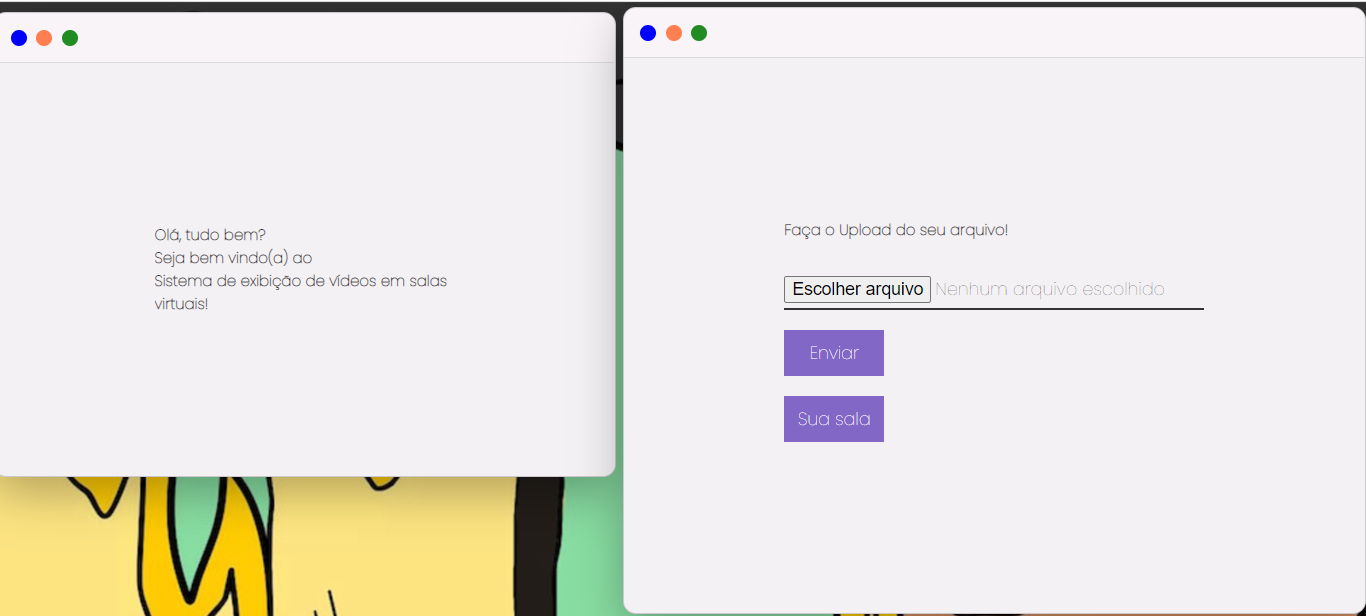 Olá, tudo bem?
Seja bem vindo(a) ao
Sistema de exibição de vídeos em salas
virtuais!
Faça o Upload do seu arquivo!
Escolher arquivo Nenhum arquivo escolhido
Enviar
Sua sala